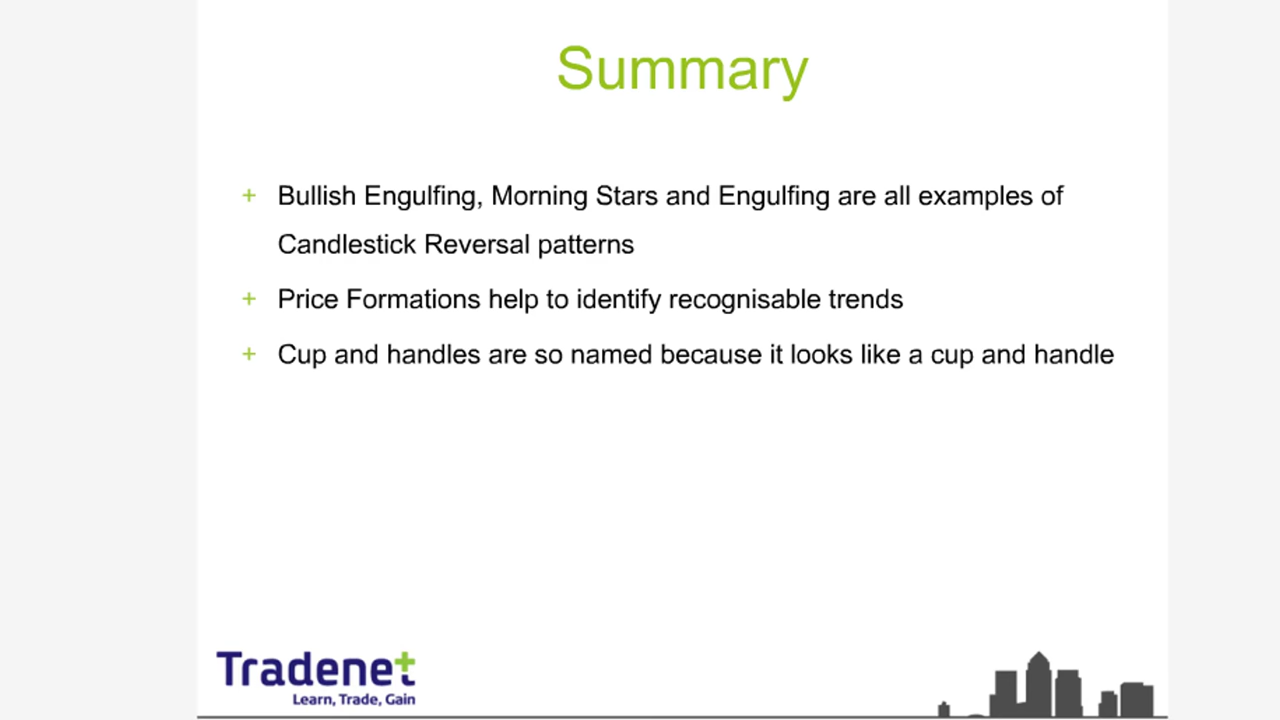 Summary
+ Bullish Engulfing, Morning Stars and Engulfing are all examples of
Candlestick Reversal patterns
+ Price Formations help to identify recognisable trends
+ Cup and handles are so named because it looks like a cup and handle
Tradenet
Learn, Trade, Gain